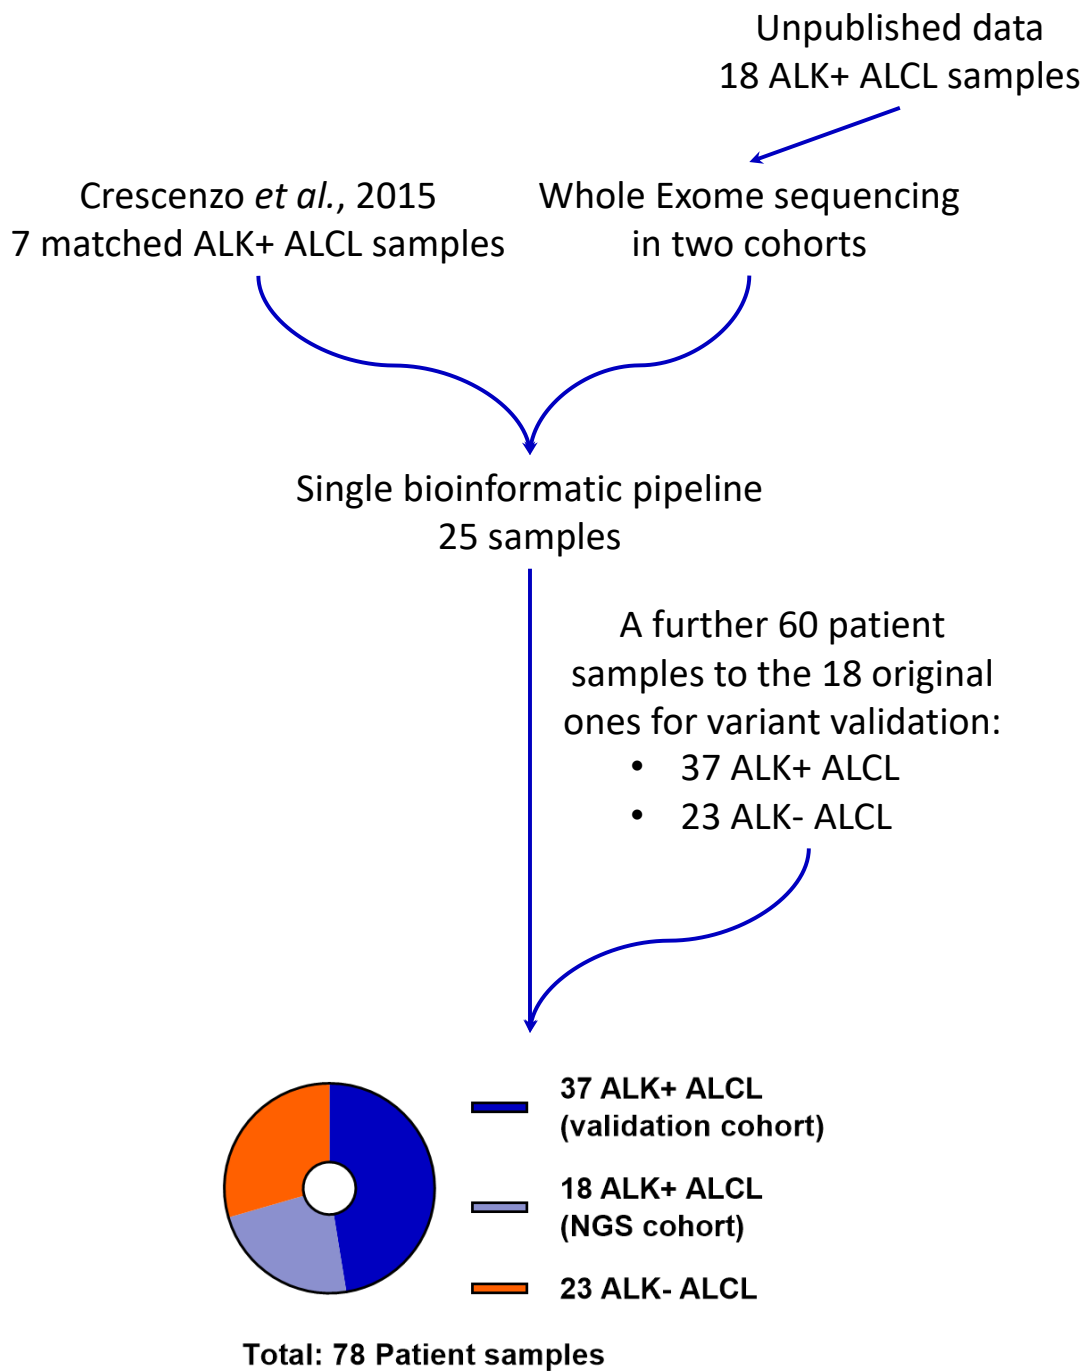 Unpublished data
18 ALK+ ALCL samples
Crescenzo et al., 2015
7 matched ALK+ ALCL samples
Whole Exome sequencing
in two cohorts
Single bioinformatic pipeline
25 samples
A further 60 patient
samples to the 18 original
ones for variant validation:
• 37 ALK+ ALCL
• 23 ALK- ALCL
37 ALK+ ALCL
(validation cohort)
18 ALK+ ALCL
(NGS cohort)
23 ALK- ALCL
Total: 78 Patient samples